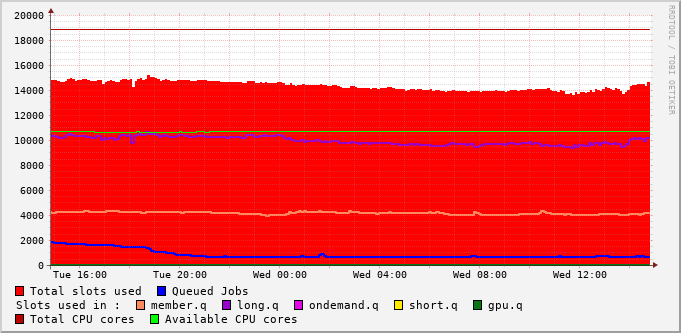 RRDTOOL / TOBI OETIKER
20000
18000
16000
14000
12000
10000
8000
6000
4000
2000
0
Tue 16:00 Tue 20:00 Wed 00:00 Wed 04:00 Wed 08:00 Wed 12:00
Total slots used Queued Jobs
Slots used in : member.q long.q ondemand.q short.q gpu.q
Total CPU cores Available CPU cores